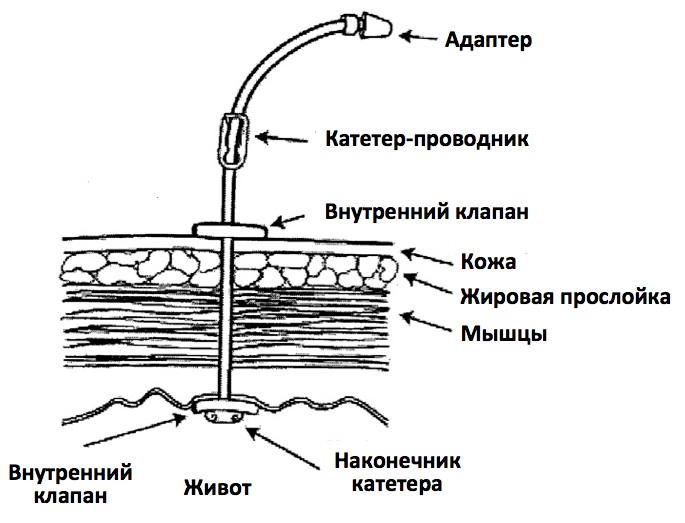 Адаптер
Катетер-проводник
Внутренний клапан
Кожа
Жировая прослойка
Мышцы
Внутренний
клапан
Живот
Наконечник
катетера